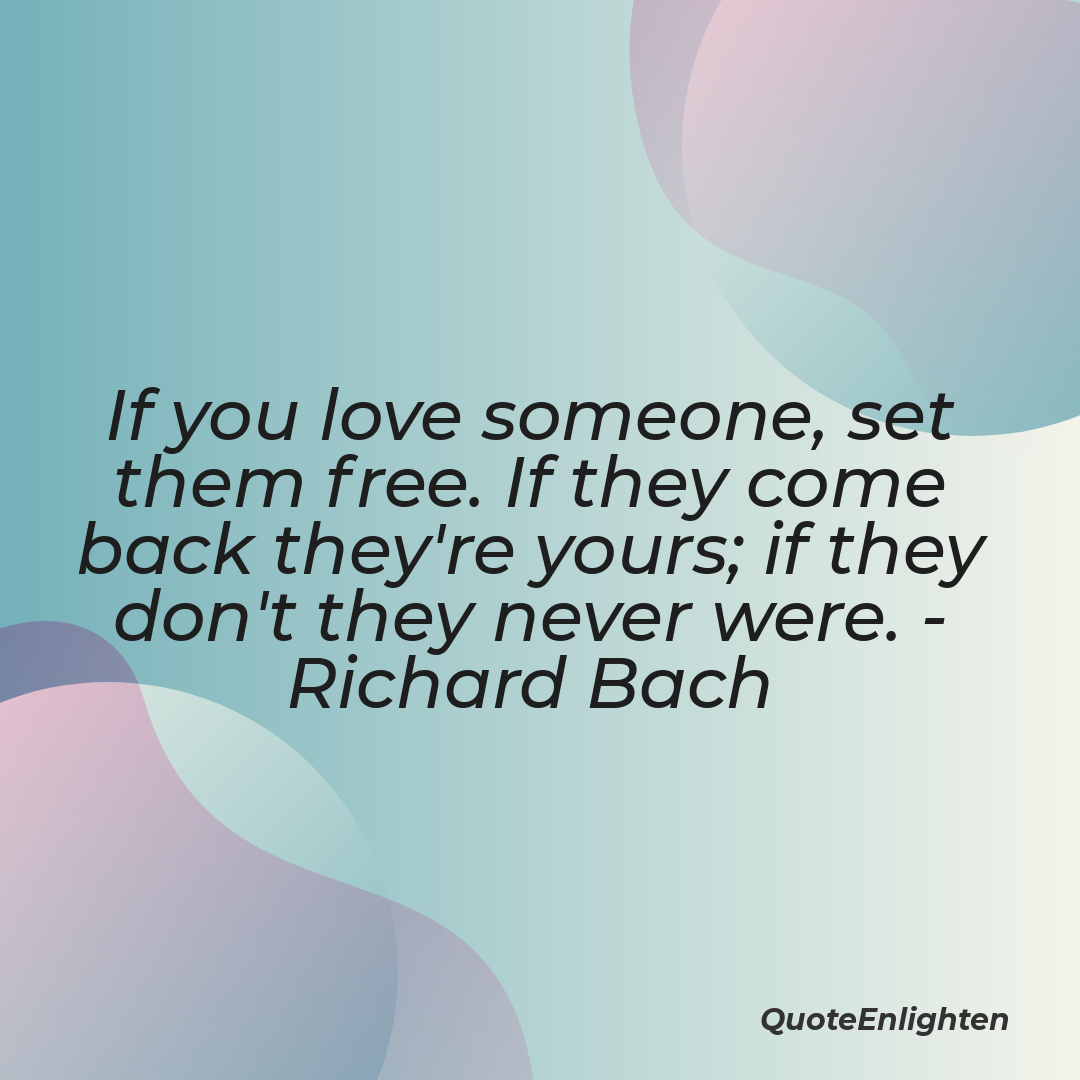 If you love someone, set
them free. If they come
back they're yours; if they
don't they never were. -
Richard Bach
QuoteEnlighten